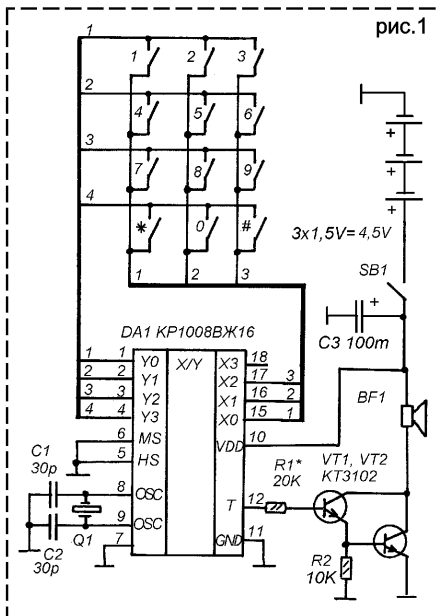 рис.1
1
1 2 3
2
4 5 6
3
7 8 9
4
* 0 #
1 2 3
3x1,5V=4,5V
SB1
+
+
+
+
C3 100m
DA1 КР1008ВЖ16
X/Y
1 1 Y0
2 2 Y1
3 3 Y2
4 4 Y3
6 MS
5 HS
8 OSC
9 OSC
7
X3 18
X2 17 3
X1 16 2
X0 15 1
VDD 10
T 12
GND 11
C1
30p
C2
30p
Q1
BF1
R1*
20K
VT1, VT2
KT3102
R2
10K